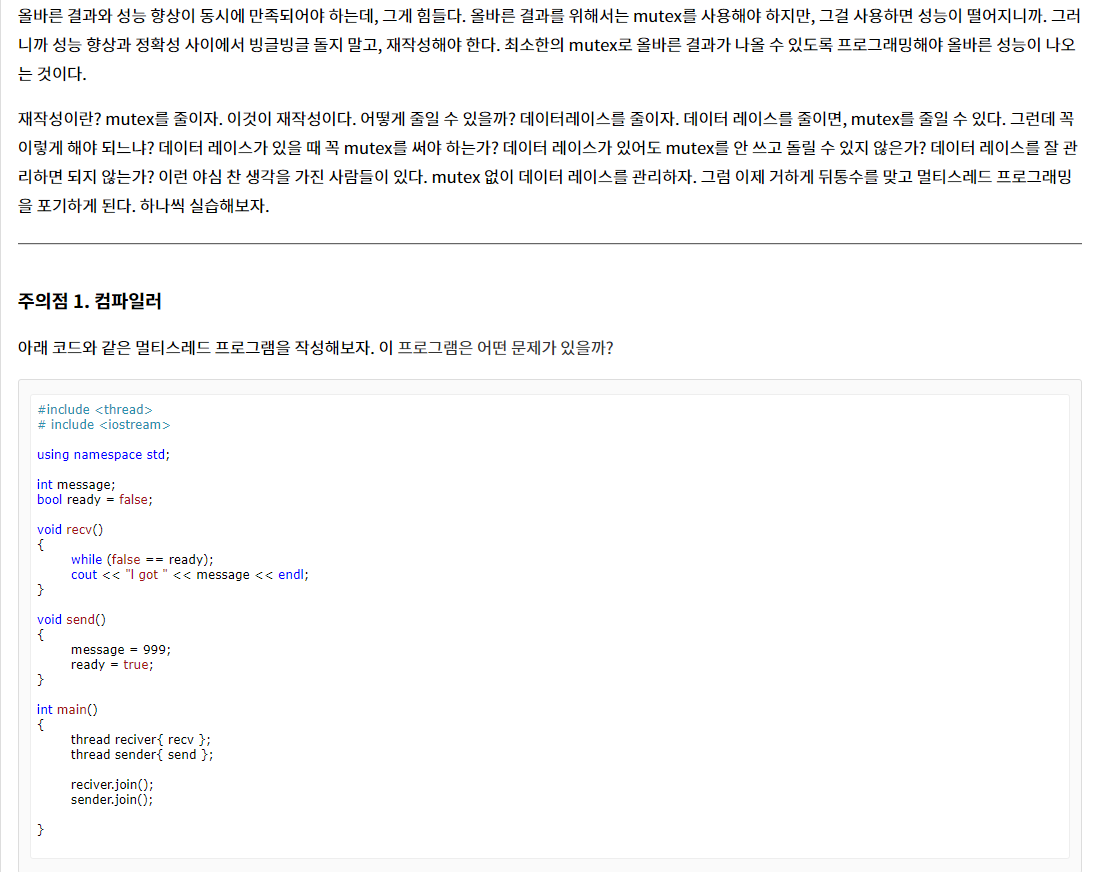 올바른 결과와 성능 향상이 동시에 만족되어야 하는데, 그게 힘들다. 올바른 결과를 위해서는 mutex를 사용해야 하지만, 그걸 사용하면 성능이 떨어지니까. 그러
니까 성능 향상과 정확성 사이에서 빙글빙글 돌지 말고, 재작성해야 한다. 최소한의 mutex로 올바른 결과가 나올 수 있도록 프로그래밍해야 올바른 성능이 나오
는 것이다.
재작성이란? mutex를 줄이자. 이것이 재작성이다. 어떻게 줄일 수 있을까? 데이터레이스를 줄이자. 데이터 레이스를 줄이면, mutex를 줄일 수 있다. 그런데 꼭
이렇게 해야 되느냐? 데이터 레이스가 있을 때 꼭 mutex를 써야 하는가? 데이터 레이스가 있어도 mutex를 안 쓰고 돌릴 수 있지 않은가? 데이터 레이스를 잘 관
리하면 되지 않는가? 이런 야심 찬 생각을 가진 사람들이 있다. mutex 없이 데이터 레이스를 관리하자. 그럼 이제 거하게 뒤통수를 맞고 멀티스레드 프로그래밍
을 포기하게 된다. 하나씩 실습해보자.
주의점 1. 컴파일러
아래 코드와 같은 멀티스레드 프로그램을 작성해보자. 이 프로그램은 어떤 문제가 있을까?
#include <thread>
# include <iostream>
using namespace std;
int message;
bool ready = false;
void recv()
{
while (false == ready);
cout << "I got " << message << endl;
}
void send()
{
message = 999;
ready = true;
}
int main()
{
thread reciver{ recv };
thread sender{ send };
reciver.join();
sender.join();
}